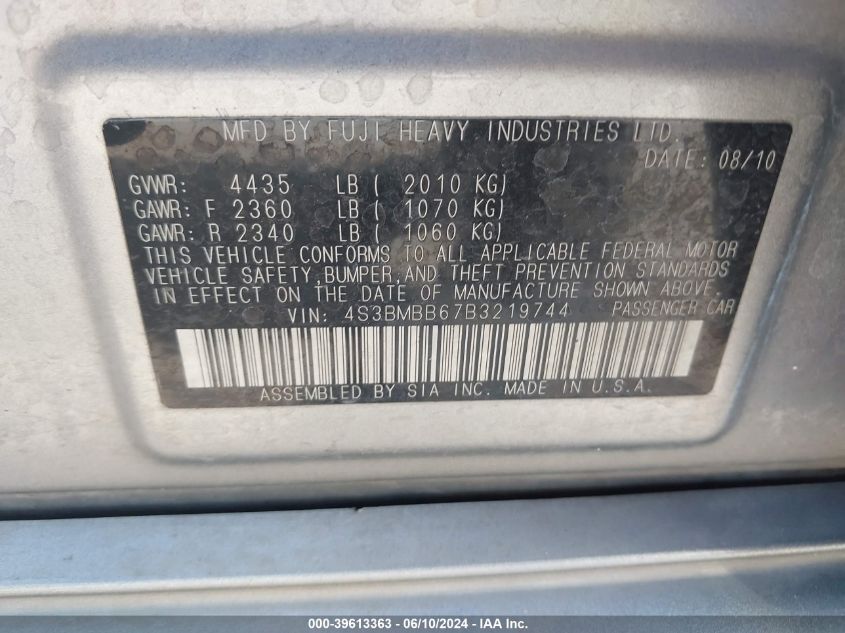 MFD BY FUJI HEAVY INDUSTRIES LTD.
DATE: 08/10
GVWR: 4435 LB ( 2010 KG)
GAWR: F 2360 LB ( 1070 KG)
GAWR: R 2340 LB ( 1060 KG)
THIS VEHICLE CONFORMS TO ALL APPLICABLE FEDERAL MOTOR
VEHICLE SAFETY, BUMPER, AND THEFT PREVENTION STANDARDS
IN EFFECT ON THE DATE OF MANUFACTURE SHOWN ABOVE.
VIN: 4S3BMBB67B3219744 PASSENGER CAR
ASSEMBLED BY SIA INC. MADE IN U.S.A.
000-39613363 - 06/10/2024 - IAA Inc.